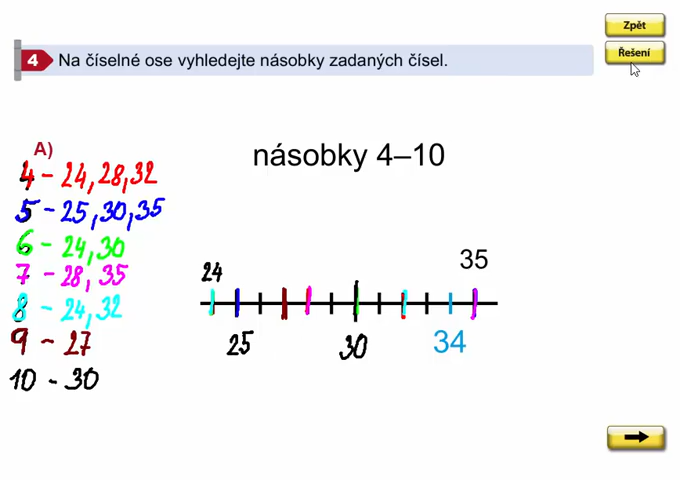 Zpět
Řešení
4 Na číselné ose vyhledejte násobky zadaných čísel.
A)
násobky 4–10
4 - 24, 28, 32
5 - 25, 30, 35
6 - 24, 30
7 - 28, 35
8 - 24, 32
9 - 27
10 - 30
24 35
25 30 34